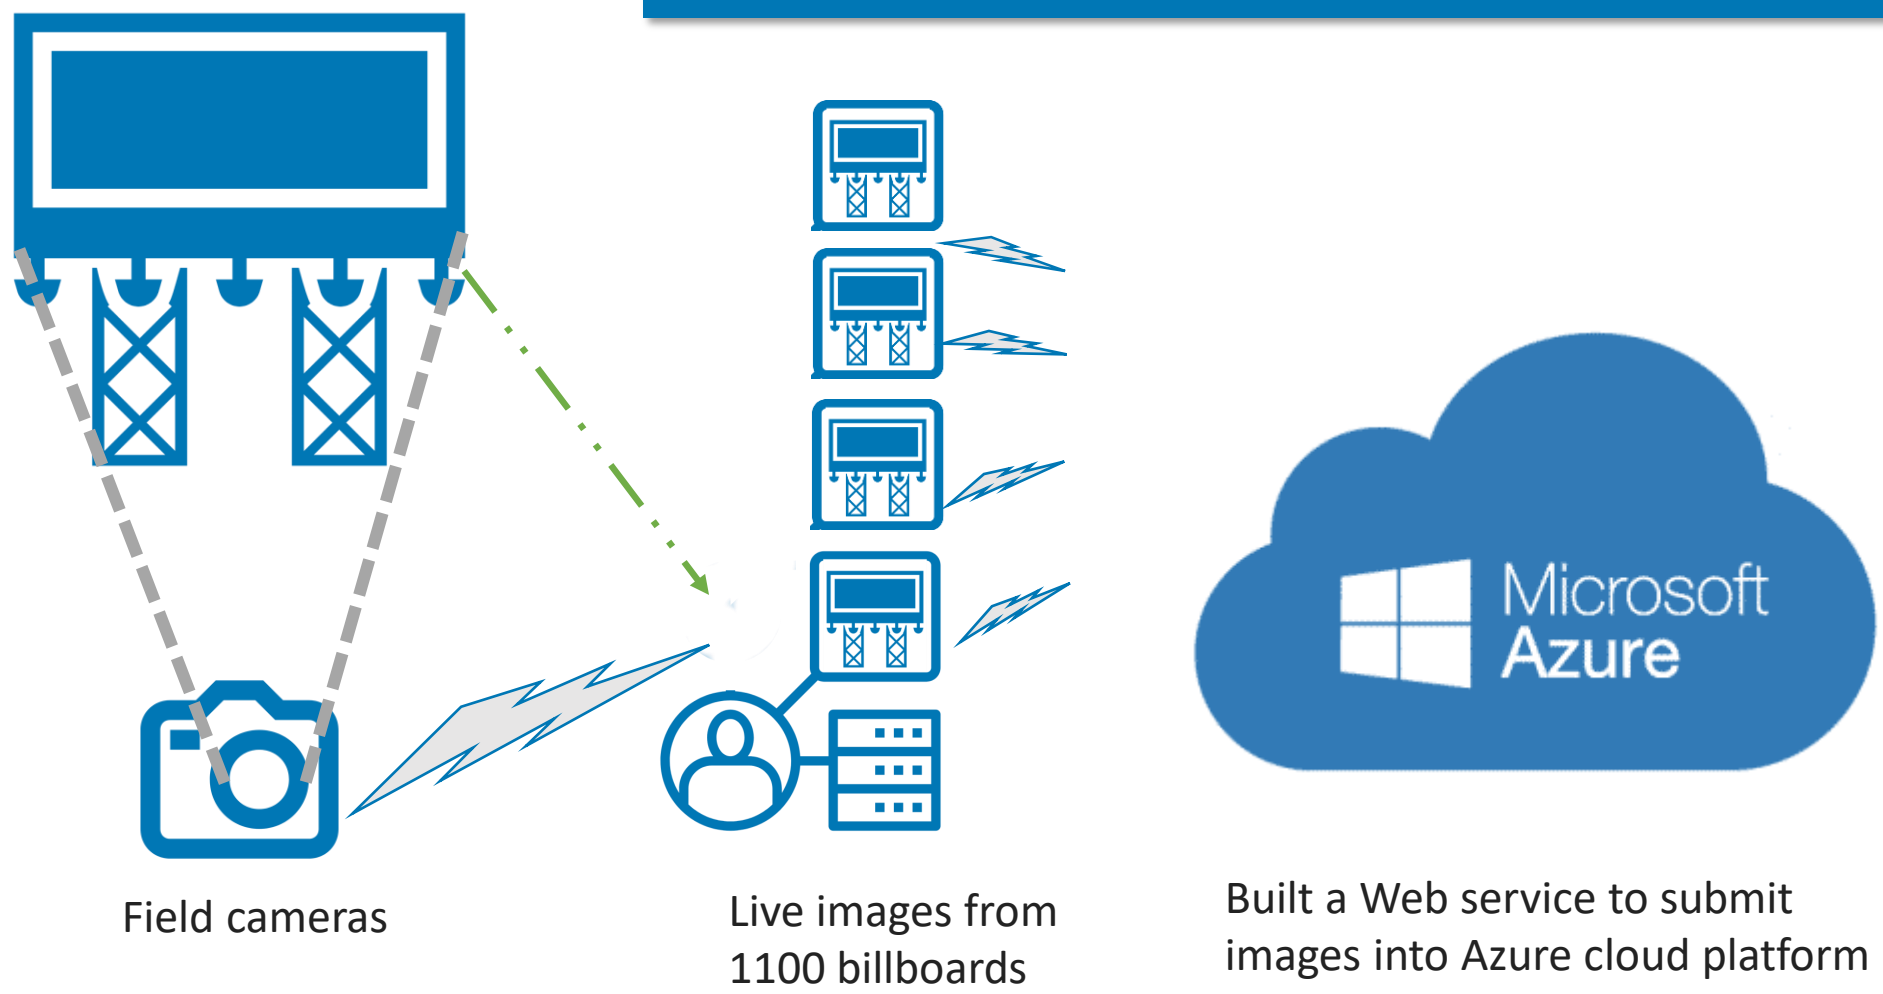 Microsoft
Azure
Field cameras
Live images from
1100 billboards
Built a Web service to submit
images into Azure cloud platform